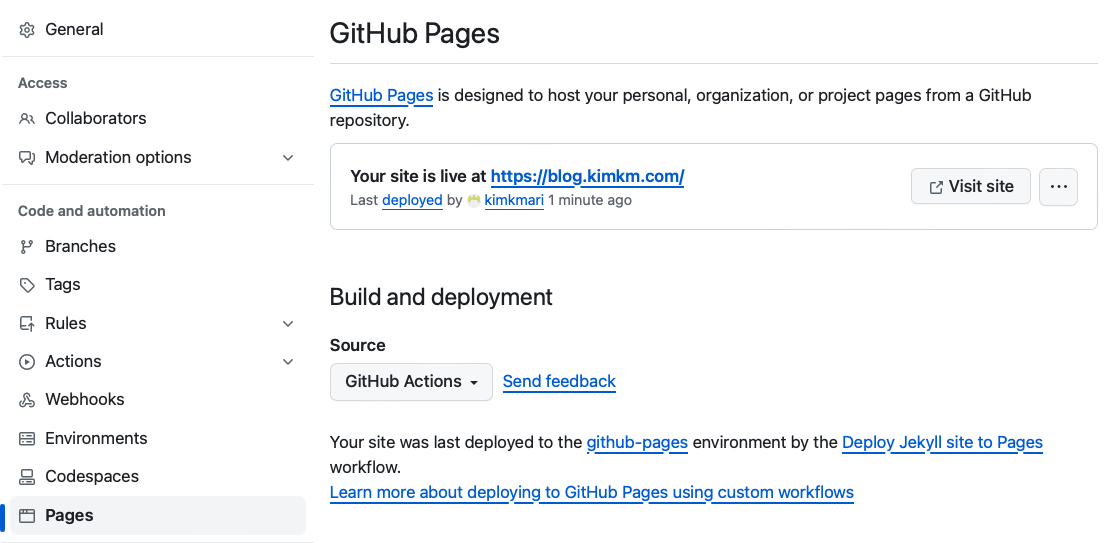 General
Access
Collaborators
Moderation options
Code and automation
Branches
Tags
Rules
Actions
Webhooks
Environments
Codespaces
Pages
GitHub Pages
GitHub Pages is designed to host your personal, organization, or project pages from a GitHub
repository.
Your site is live at https://blog.kimkm.com/
Last deployed by kimkmari 1 minute ago
Visit site
Build and deployment
Source
GitHub Actions
Send feedback
Your site was last deployed to the github-pages environment by the Deploy Jekyll site to Pages
workflow.
Learn more about deploying to GitHub Pages using custom workflows